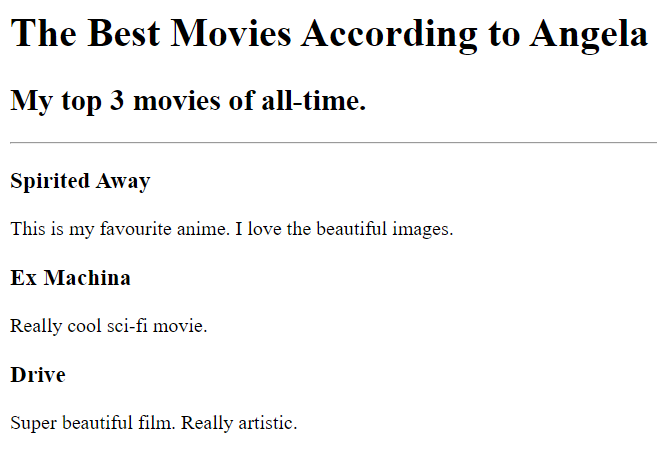 The Best Movies According to Angela
My top 3 movies of all-time.
Spirited Away
This is my favourite anime. I love the beautiful images.
Ex Machina
Really cool sci-fi movie.
Drive
Super beautiful film. Really artistic.